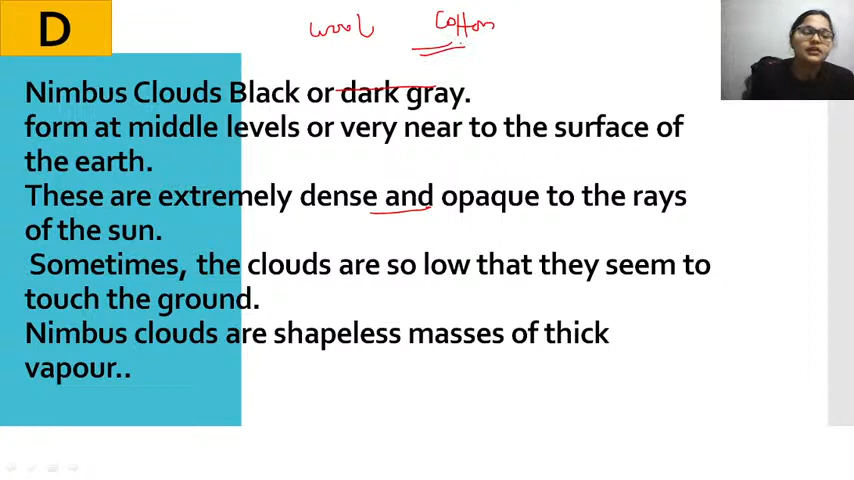 D
wool cotton
Nimbus Clouds Black or dark gray.
form at middle levels or very near to the surface of
the earth.
These are extremely dense and opaque to the rays
of the sun.
Sometimes, the clouds are so low that they seem to
touch the ground.
Nimbus clouds are shapeless masses of thick
vapour..